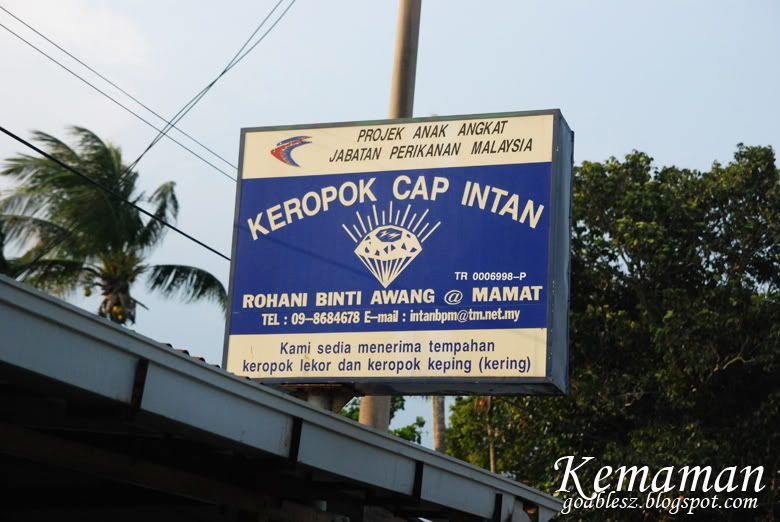 PROJEK ANAK ANGKAT
JABATAN PERIKANAN MALAYSIA
KEROPOK CAP INTAN
TR 0006998-P
ROHANI BINTI AWANG @ MAMAT
TEL : 09-8684678 E-mail : intanbpm@tm.net.my
Kami sedia menerima tempahan
keropok lekor dan keropok keping (kering)
Kemaman
goablesz.blogspot.com